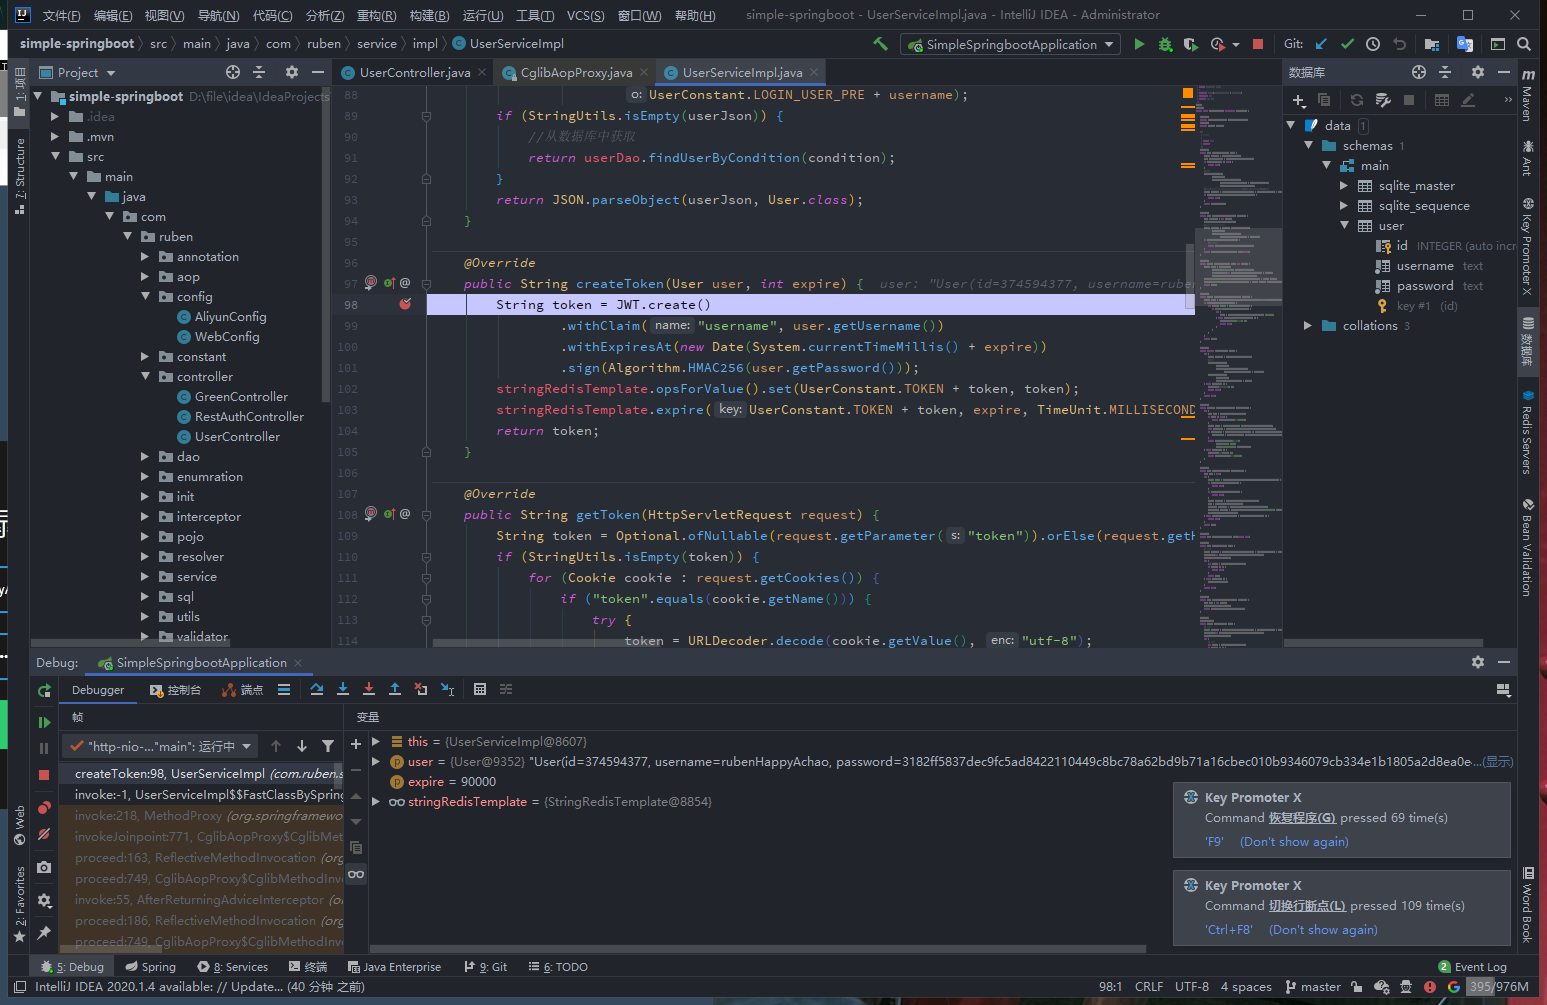 文件(F) 编辑(E) 视图(V) 导航(N) 代码(C) 分析(Z) 重构(R) 构建(B) 运行(U) 工具(T) VCS(S) 窗口(W) 帮助(H) simple-springboot - UserServiceImpl.java - IntelliJ IDEA - Administrator
simple-springboot src main java com ruben service impl UserServiceImpl SimpleSpringbootApplication Git:
Project UserController.java CglibAopProxy.java UserServiceImpl.java 数据库
simple-springboot D:\file\idea\IdeaProjects
.idea
.mvn
src
main
java
com
ruben
annotation
aop
config
AliyunConfig
WebConfig
constant
controller
GreenController
RestAuthController
UserController
dao
enumration
init
interceptor
pojo
resolver
service
sql
utils
validator
88 o: UserConstant.LOGIN_USER_PRE + username);
89 if (StringUtils.isEmpty(userJson)) {
90 //从数据库中获取
91 return userDao.findUserByCondition(condition);
92 }
93 return JSON.parseObject(userJson, User.class);
94 }
95
96 @Override
97 public String createToken(User user, int expire) { user: "User(id=374594377, username=ruben
98 String token = JWT.create()
99 .withClaim( name: "username", user.getUsername())
100 .withExpiresAt(new Date(System.currentTimeMillis() + expire))
101 .sign(Algorithm.HMAC256(user.getPassword()));
102 stringRedisTemplate.opsForValue().set(UserConstant.TOKEN + token, token);
103 stringRedisTemplate.expire( key: UserConstant.TOKEN + token, expire, TimeUnit.MILLISECOND
104 return token;
105 }
106
107 @Override
108 public String getToken(HttpServletRequest request) {
109 String token = Optional.ofNullable(request.getParameter( s: "token")).orElse(request.getH
110 if (StringUtils.isEmpty(token)) {
111 for (Cookie cookie : request.getCookies()) {
112 if ("token".equals(cookie.getName())) {
113 try {
114 token = URLDecoder.decode(cookie.getValue(), enc: "utf-8");
data 1
schemas 1
main
sqlite_master
sqlite_sequence
user
id INTEGER (auto incr
username text
password text
key #1 (id)
collations 3
1: 项目
7: Structure
Web
2: Favorites
Maven
Ant
Key Promoter X
数据库
Redis Servers
Bean Validation
Word Book
Debug: SimpleSpringbootApplication
Debugger 控制台 端点
帧 变量
"http-nio-..."main": 运行中
createToken:98, UserServiceImpl (com.ruben.s
invoke:-1, UserServiceImpl$$FastClassBySpring
invoke:218, MethodProxy (org.springframewo
invokeJoinpoint:771, CglibAopProxy$CglibMet
proceed:163, ReflectiveMethodInvocation (org
proceed:749, CglibAopProxy$CglibMethodInv
invoke:55, AfterReturningAdviceInterceptor (o
proceed:186, ReflectiveMethodInvocation (org
proceed:749, CglibAopProxy$CglibMethodInv
this = {UserServiceImpl@8607}
user = {User@9352} "User(id=374594377, username=rubenHappyAchao, password=3182ff5837dec9fc5ad8422110449c8bc78a62bd9b71a16cbec010b9346079cb334e1b1805a2d8ea0e... (显示)
expire = 90000
stringRedisTemplate = {StringRedisTemplate@8854}
Key Promoter X
Command 恢复程序(G) pressed 69 time(s)
'F9' (Don't show again)
Key Promoter X
Command 切换行断点(L) pressed 109 time(s)
'Ctrl+F8' (Don't show again)
5: Debug Spring 8: Services 终端 Java Enterprise 9: Git 6: TODO 2 Event Log
IntelliJ IDEA 2020.1.4 available: // Update... (40 分钟 之前) 98:1 CRLF UTF-8 4 spaces master 395/976M